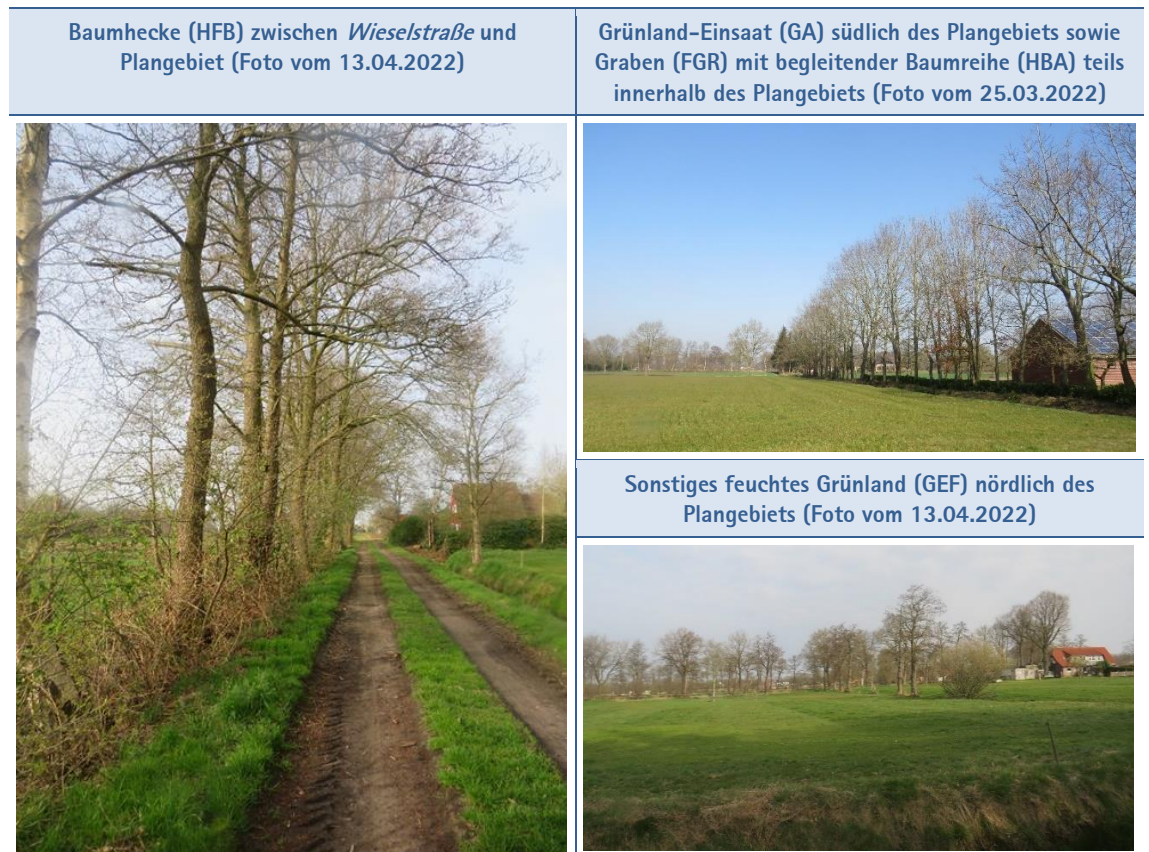 Baumhecke (HFB) zwischen Wieselstraße und
Plangebiet (Foto vom 13.04.2022)
Grünland-Einsaat (GA) südlich des Plangebiets sowie
Graben (FGR) mit begleitender Baumreihe (HBA) teils
innerhalb des Plangebiets (Foto vom 25.03.2022)
Sonstiges feuchtes Grünland (GEF) nördlich des
Plangebiets (Foto vom 13.04.2022)